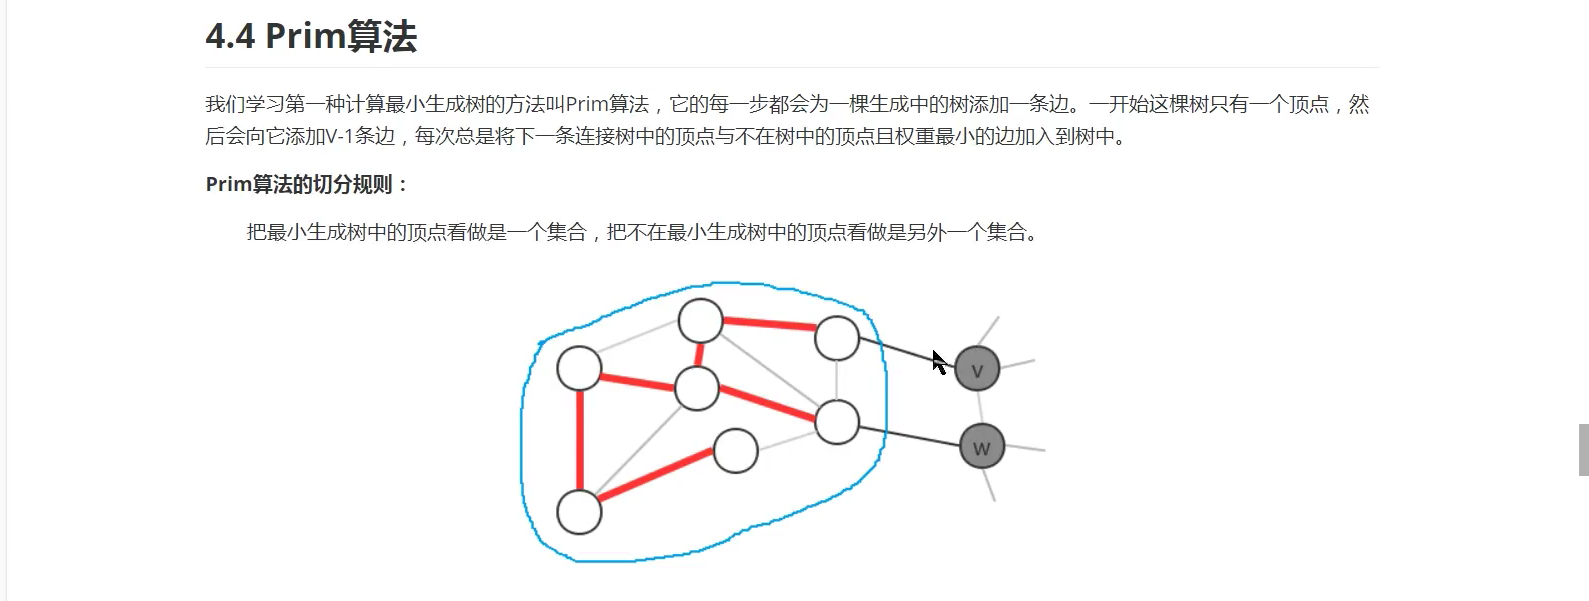 4.4 Prim算法
我们学习第一种计算最小生成树的方法叫Prim算法，它的每一步都会为一棵生成中的树添加一条边。一开始这棵树只有一个顶点，然
后会向它添加V-1条边，每次总是将下一条连接树中的顶点与不在树中的顶点且权重最小的边加入到树中。
Prim算法的切分规则：
把最小生成树中的顶点看做是一个集合，把不在最小生成树中的顶点看做是另外一个集合。
v
w